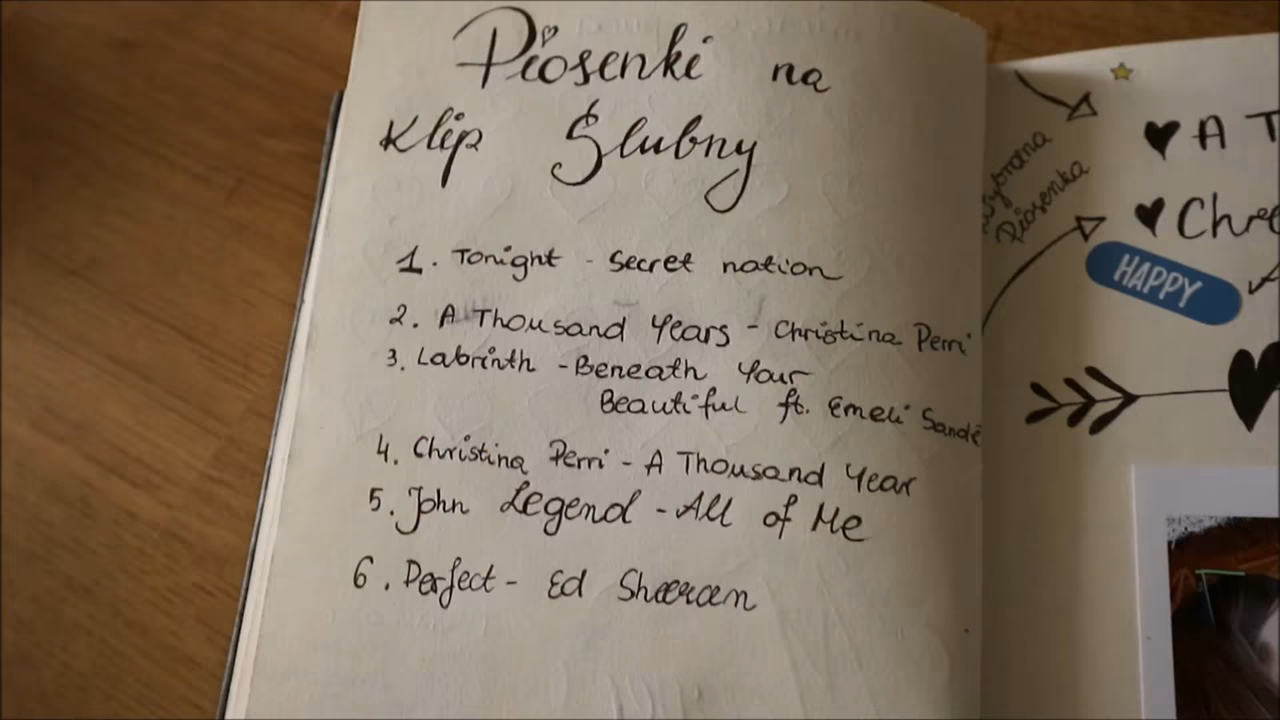 Piosenki na
Klip Ślubny
1. Tonight - Secret nation
2. A Thousand Years - Christina Perri
3. Labrinth - Beneath Your
Beautiful ft. Emeli Sandé
4. Christina Perri - A Thousand Year
5. John Legend - All of Me
6. Perfect - Ed Sheeran
Wybrana
Piosenka
A T
Chr
HAPPY